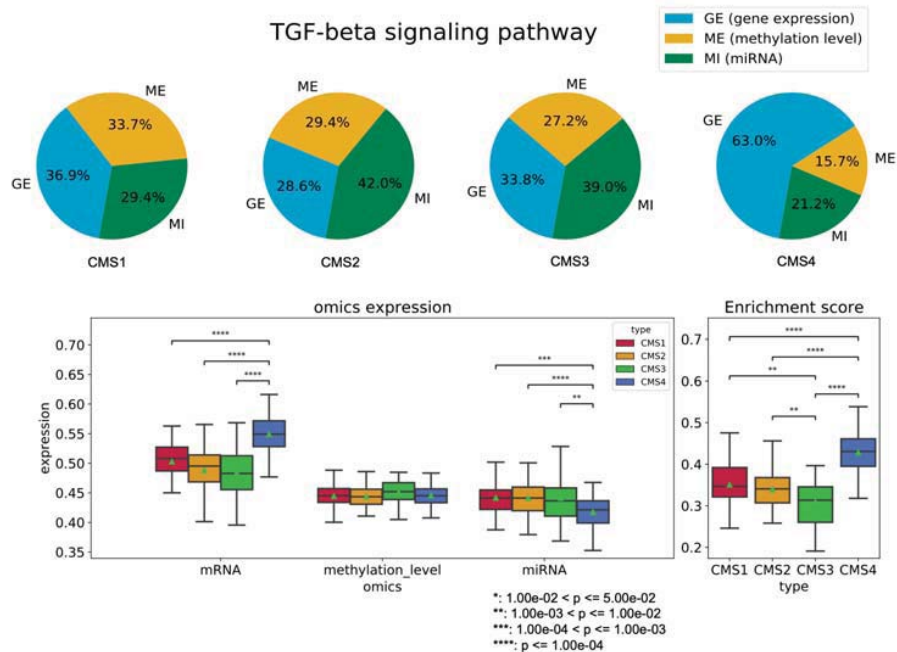 TGF-beta signaling pathway
GE (gene expression)
ME (methylation level)
MI (miRNA)
ME
33.7%
GE
36.9%
29.4%
MI
CMS1
ME
29.4%
GE
28.6%
42.0%
MI
CMS2
ME
27.2%
GE
33.8%
39.0%
MI
CMS3
GE
63.0%
15.7%
ME
21.2%
MI
CMS4
omics expression
expression
0.70
0.65
0.60
0.55
0.50
0.45
0.40
0.35
****
****
****
***
****
**
type
CMS1
CMS2
CMS3
CMS4
mRNA
methylation_level
miRNA
omics
Enrichment score
0.7
0.6
0.5
0.4
0.3
0.2
****
****
**
****
**
CMS1 CMS2 CMS3 CMS4
type
*: 1.00e-02 < p <= 5.00e-02
**: 1.00e-03 < p <= 1.00e-02
***: 1.00e-04 < p <= 1.00e-03
****: p <= 1.00e-04